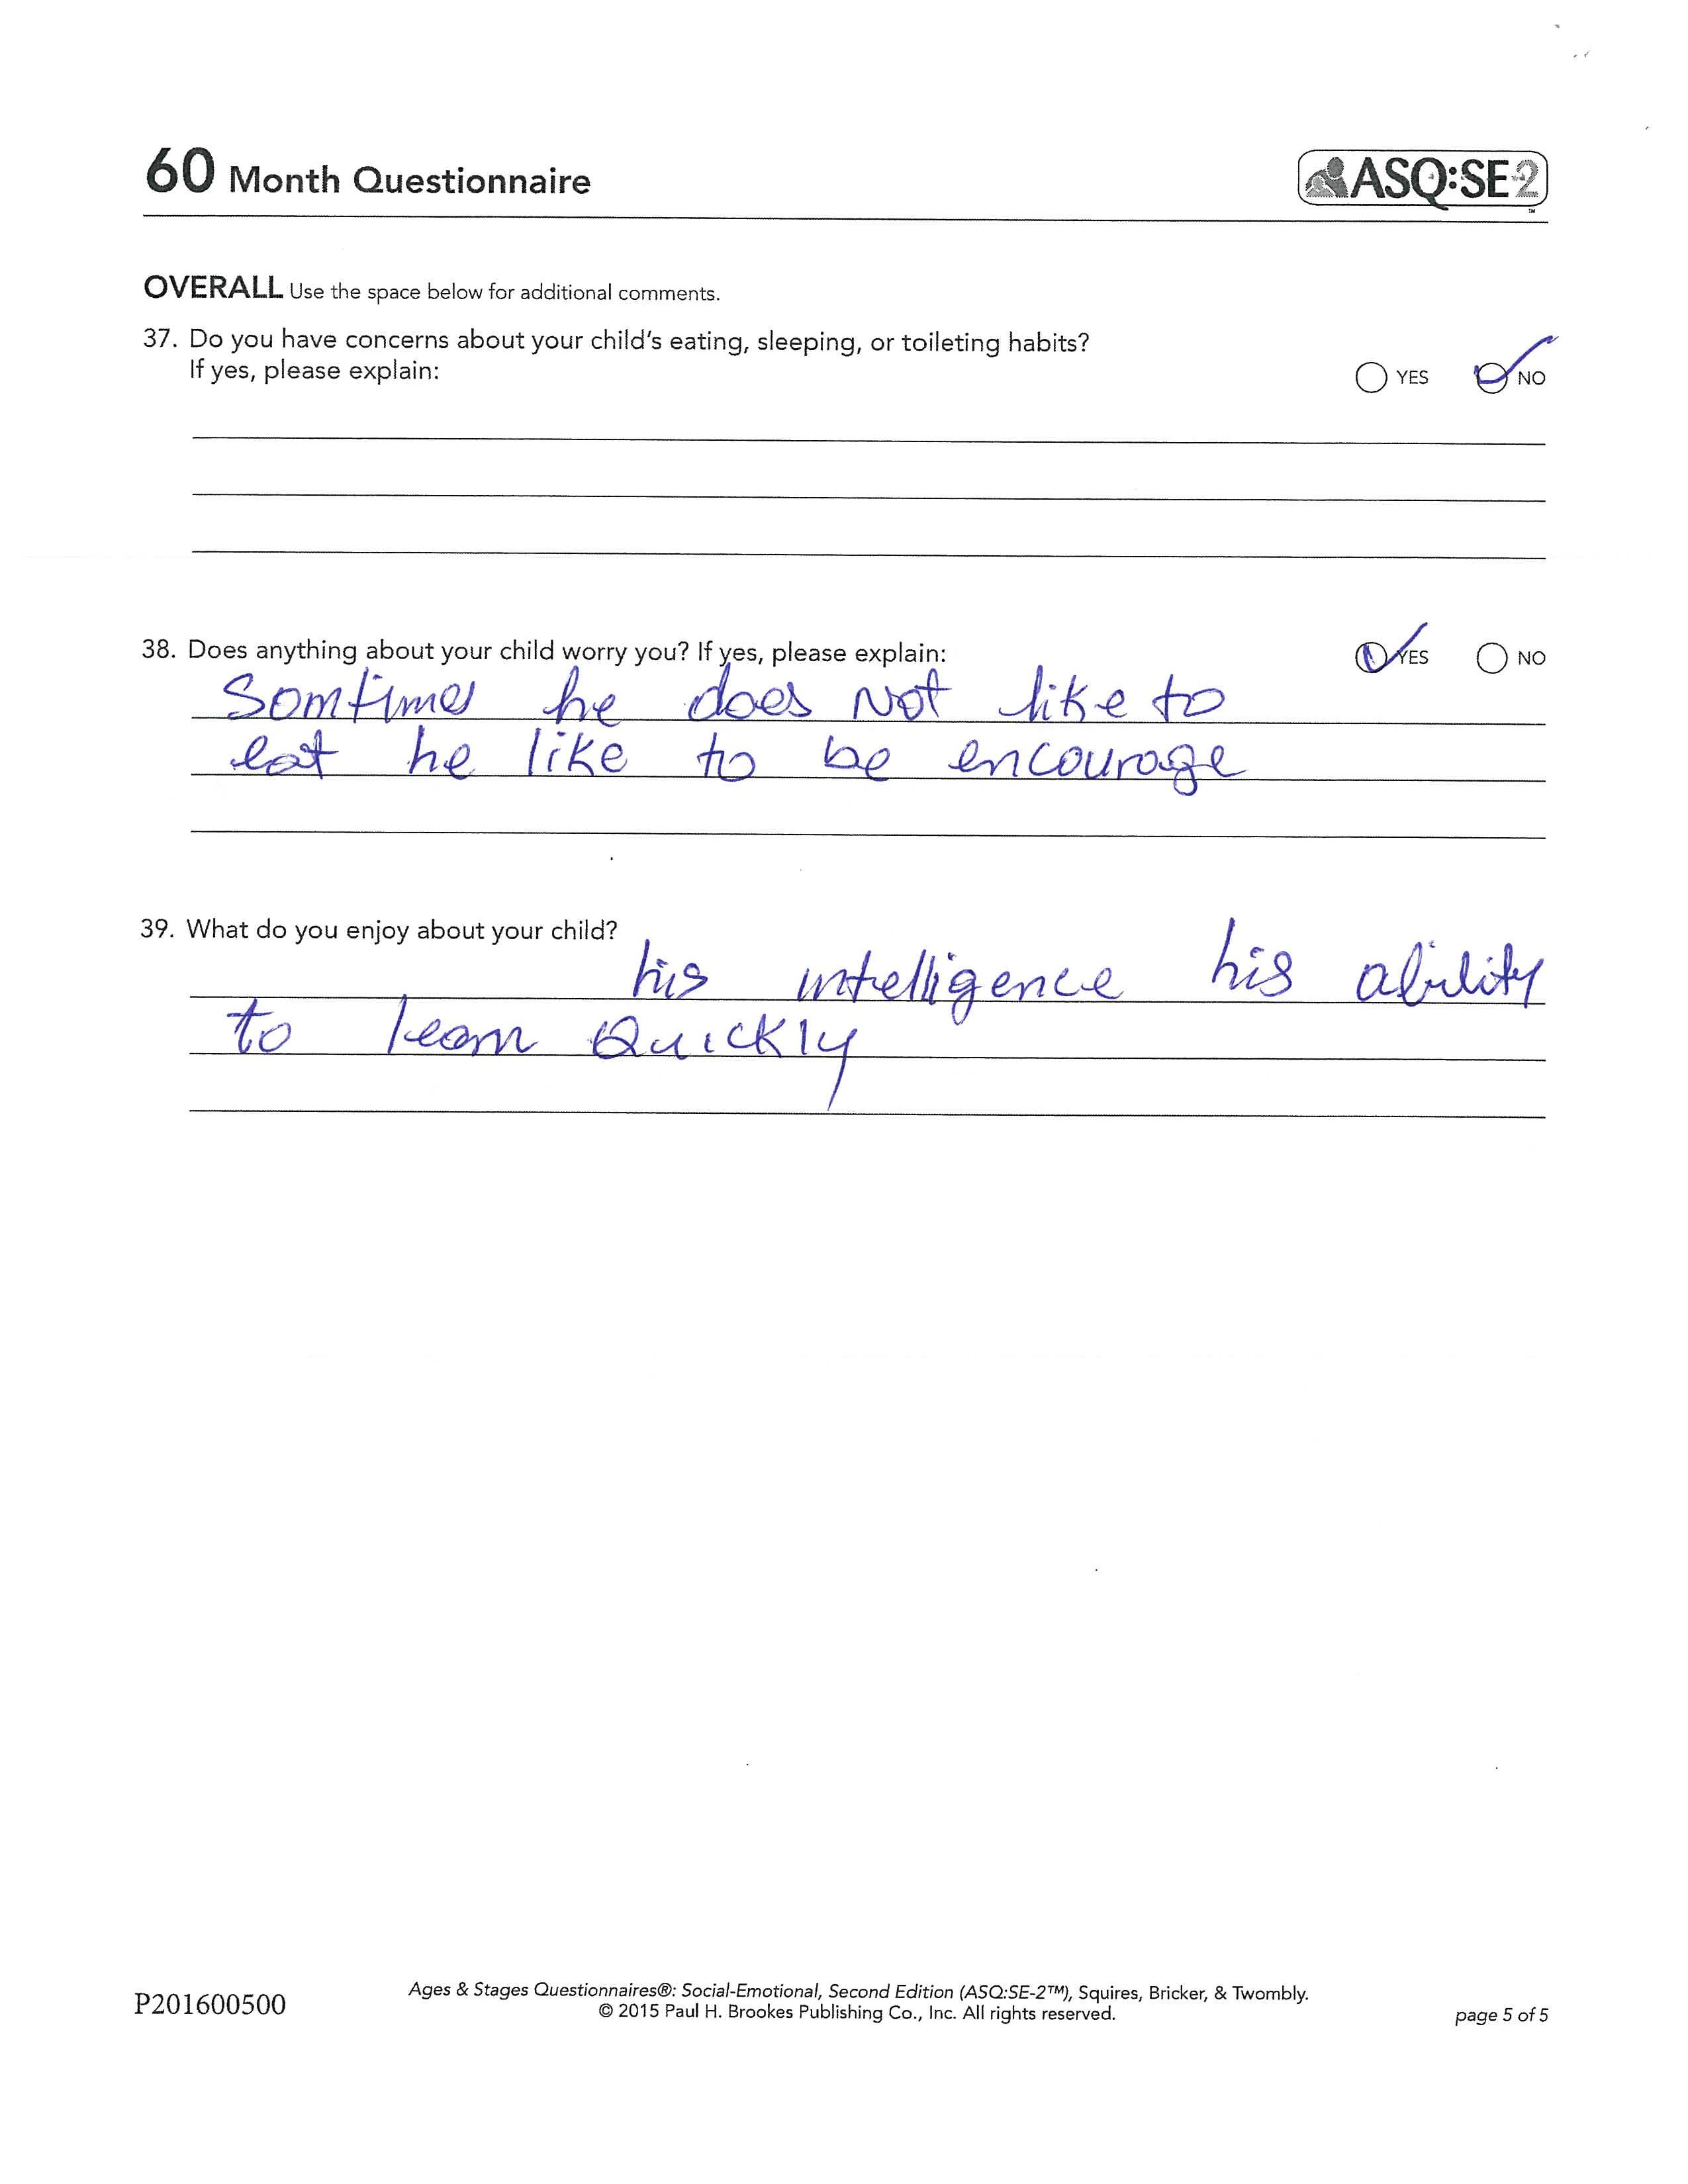 60 Month Questionnaire
ASQ:SE-2™
OVERALL Use the space below for additional comments.
37. Do you have concerns about your child's eating, sleeping, or toileting habits?
If yes, please explain:
YES NO
38. Does anything about your child worry you? If yes, please explain:
YES NO
Somtimes he does Not like to
eat he like to be encourage
39. What do you enjoy about your child?
his intelligence his ability
to learn Quickly
P201600500
Ages & Stages Questionnaires®: Social-Emotional, Second Edition (ASQ:SE-2™), Squires, Bricker, & Twombly.
© 2015 Paul H. Brookes Publishing Co., Inc. All rights reserved.
page 5 of 5